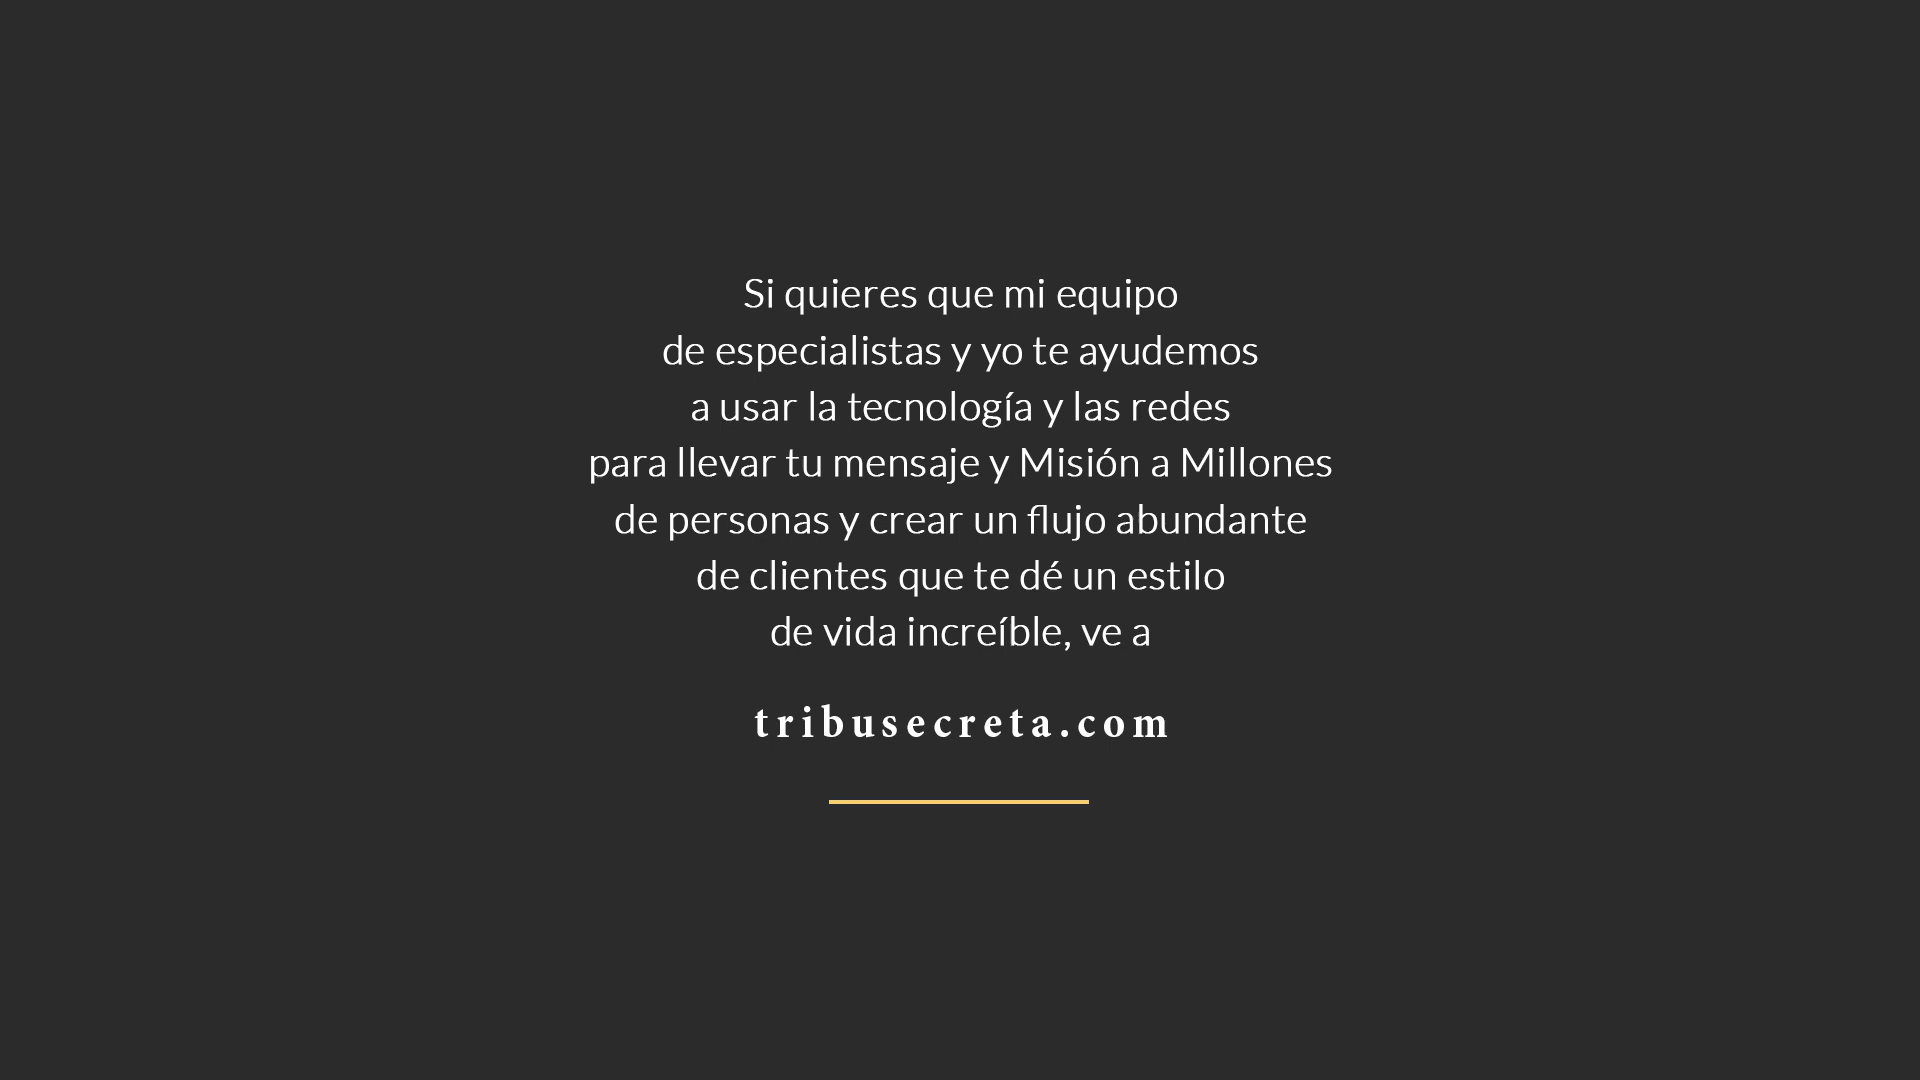 Si quieres que mi equipo
de especialistas y yo te ayudemos
a usar la tecnología y las redes
para llevar tu mensaje y Misión a Millones
de personas y crear un flujo abundante
de clientes que te dé un estilo
de vida increíble, ve a
tribusecreta.com